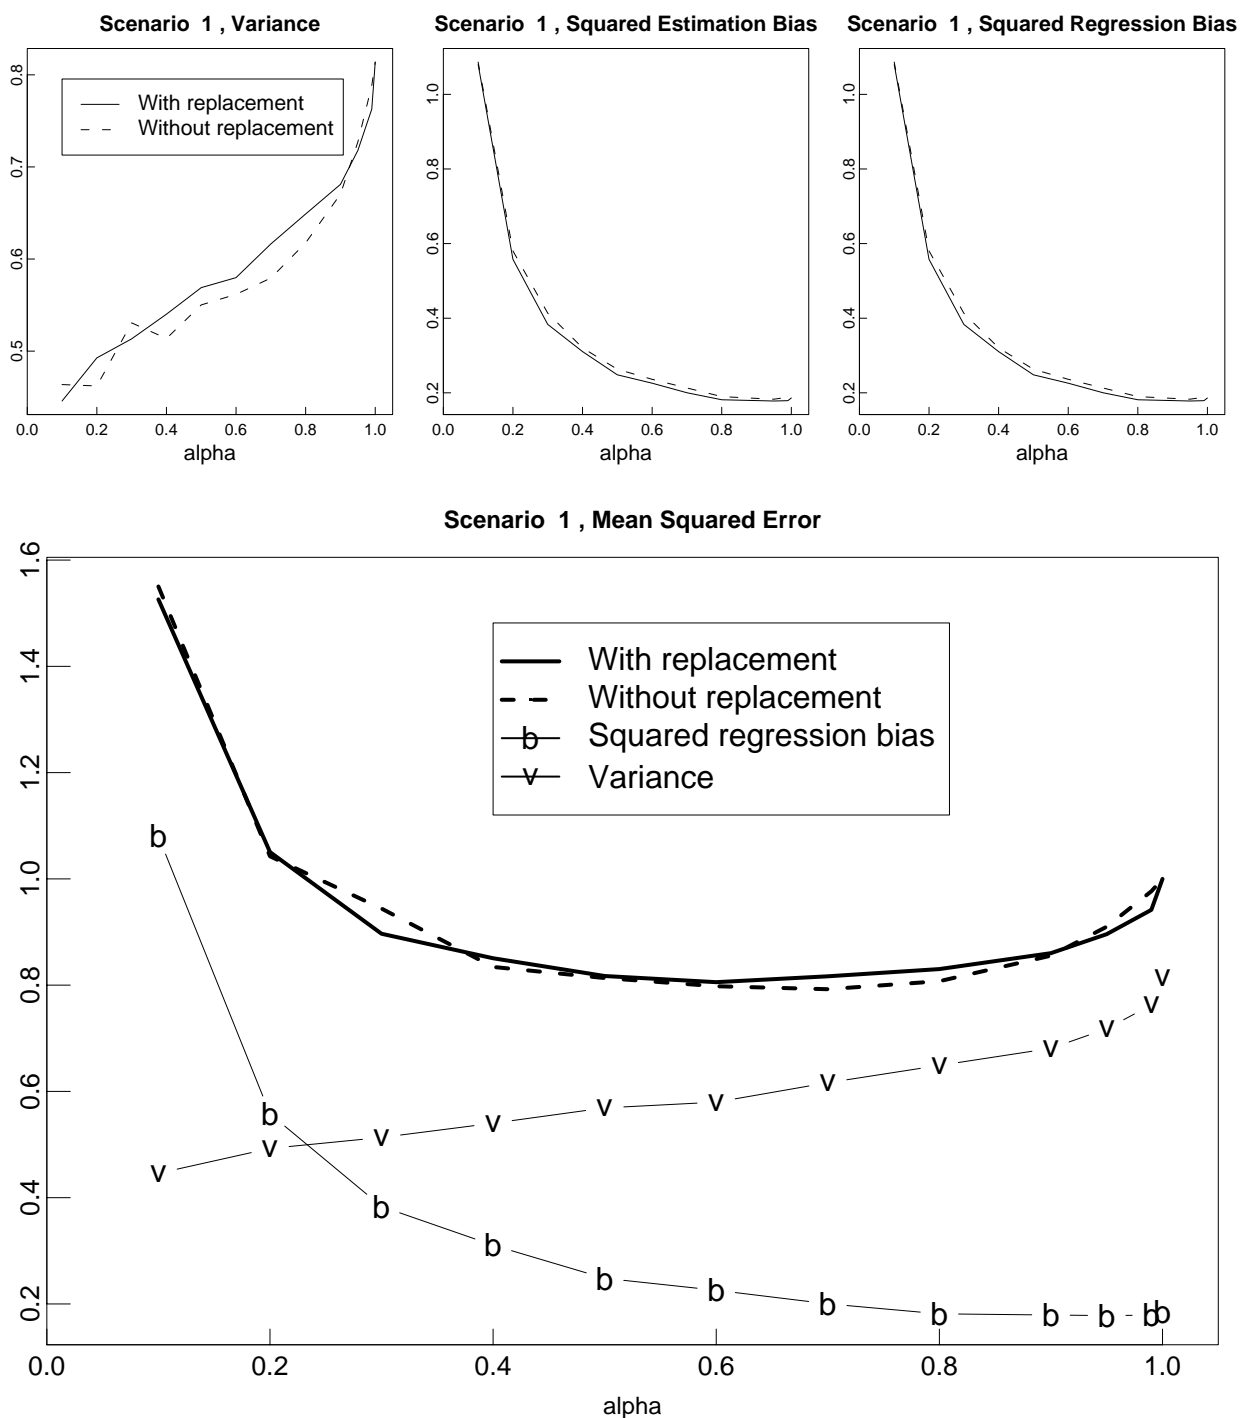 Scenario 1 , Variance
0.5 0.6 0.7 0.8
With replacement
Without replacement
0.0 0.2 0.4 0.6 0.8 1.0
alpha
Scenario 1 , Squared Estimation Bias
0.2 0.4 0.6 0.8 1.0
0.0 0.2 0.4 0.6 0.8 1.0
alpha
Scenario 1 , Squared Regression Bias
0.2 0.4 0.6 0.8 1.0
0.0 0.2 0.4 0.6 0.8 1.0
alpha
Scenario 1 , Mean Squared Error
0.2 0.4 0.6 0.8 1.0 1.2 1.4 1.6
With replacement
Without replacement
b Squared regression bias
v Variance
b b b b b b b b b b b b
v v v v v v v v v v v v
0.0 0.2 0.4 0.6 0.8 1.0
alpha